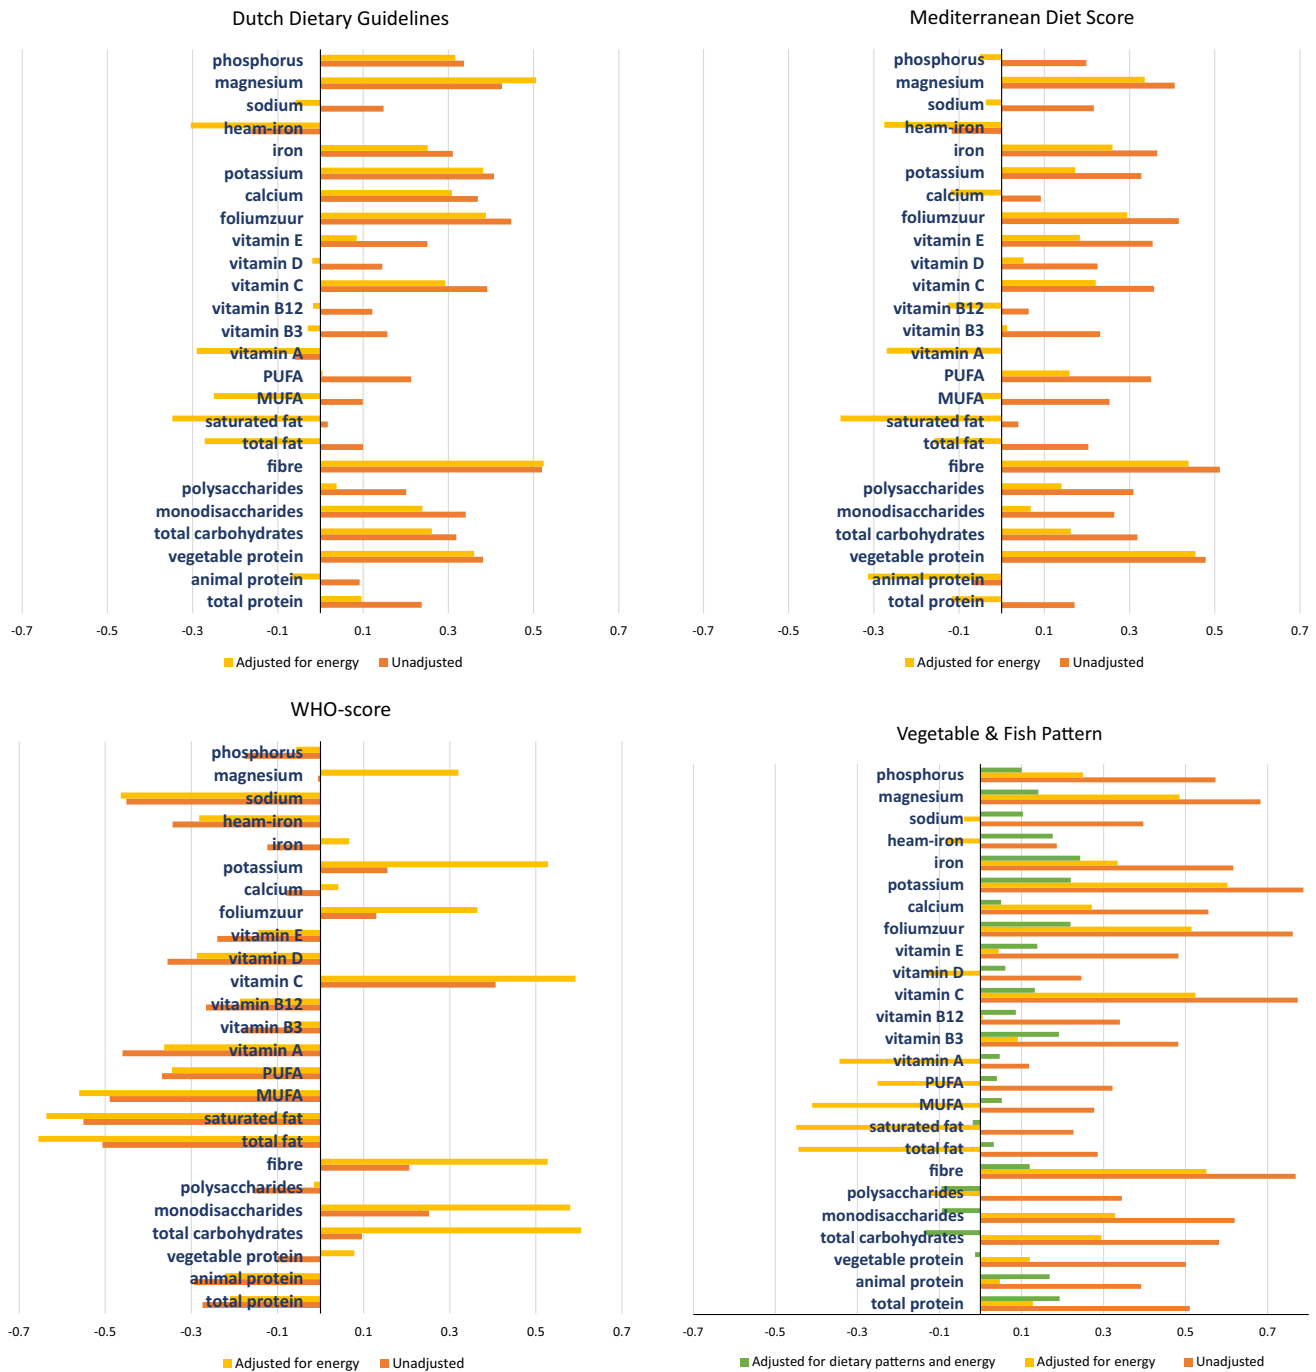 Dutch Dietary Guidelines
phosphorus
magnesium
sodium
heam-iron
iron
potassium
calcium
foliumzuur
vitamin E
vitamin D
vitamin C
vitamin B12
vitamin B3
vitamin A
PUFA
MUFA
saturated fat
total fat
fibre
polysaccharides
monodisaccharides
total carbohydrates
vegetable protein
animal protein
total protein
-0.7 -0.5 -0.3 -0.1 0.1 0.3 0.5 0.7
Adjusted for energy Unadjusted
Mediterranean Diet Score
phosphorus
magnesium
sodium
heam-iron
iron
potassium
calcium
foliumzuur
vitamin E
vitamin D
vitamin C
vitamin B12
vitamin B3
vitamin A
PUFA
MUFA
saturated fat
total fat
fibre
polysaccharides
monodisaccharides
total carbohydrates
vegetable protein
animal protein
total protein
-0.7 -0.5 -0.3 -0.1 0.1 0.3 0.5 0.7
Adjusted for energy Unadjusted
WHO-score
phosphorus
magnesium
sodium
heam-iron
iron
potassium
calcium
foliumzuur
vitamin E
vitamin D
vitamin C
vitamin B12
vitamin B3
vitamin A
PUFA
MUFA
saturated fat
total fat
fibre
polysaccharides
monodisaccharides
total carbohydrates
vegetable protein
animal protein
total protein
-0.7 -0.5 -0.3 -0.1 0.1 0.3 0.5 0.7
Adjusted for energy Unadjusted
Vegetable & Fish Pattern
phosphorus
magnesium
sodium
heam-iron
iron
potassium
calcium
foliumzuur
vitamin E
vitamin D
vitamin C
vitamin B12
vitamin B3
vitamin A
PUFA
MUFA
saturated fat
total fat
fibre
polysaccharides
monodisaccharides
total carbohydrates
vegetable protein
animal protein
total protein
-0.7 -0.5 -0.3 -0.1 0.1 0.3 0.5 0.7
Adjusted for dietary patterns and energy Adjusted for energy Unadjusted